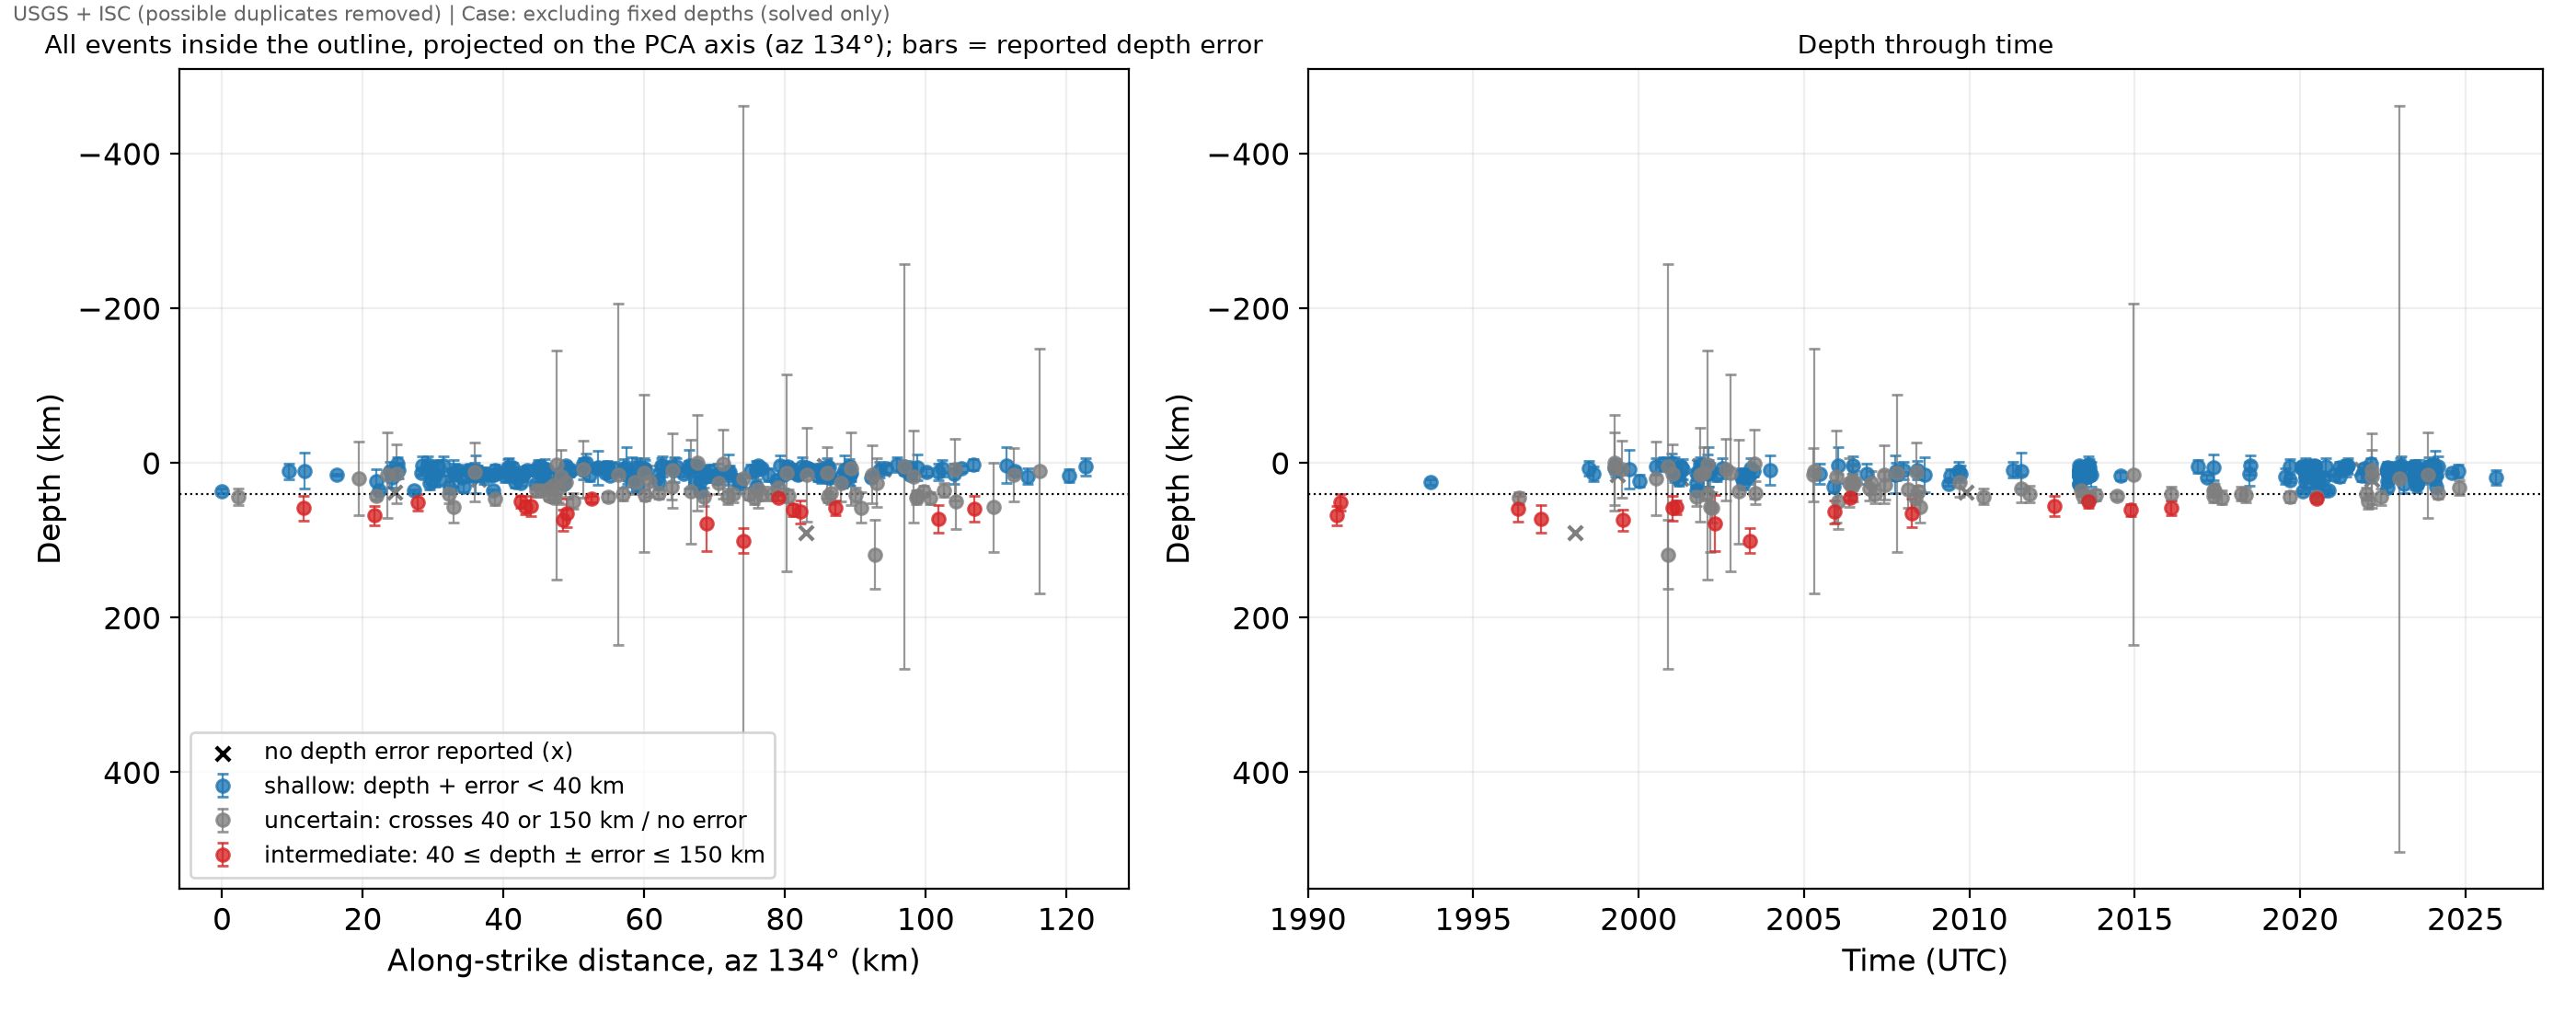 USGS + ISC (possible duplicates removed) | Case: excluding fixed depths (solved only)
All events inside the outline, projected on the PCA axis (az 134°); bars = reported depth error
Depth (km)
−400
−200
0
200
400
no depth error reported (x)
shallow: depth + error < 40 km
uncertain: crosses 40 or 150 km / no error
intermediate: 40 ≤ depth ± error ≤ 150 km
0 20 40 60 80 100 120
Along-strike distance, az 134° (km)
Depth through time
Depth (km)
−400
−200
0
200
400
1990 1995 2000 2005 2010 2015 2020 2025
Time (UTC)